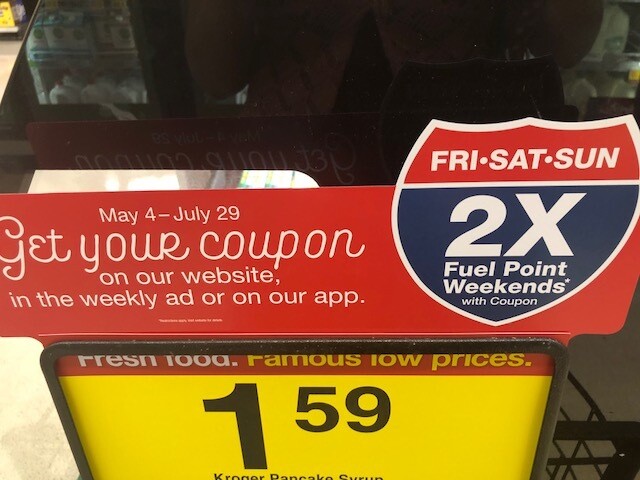 FRI•SAT•SUN
2X
Fuel Point
Weekends*
with Coupon
May 4–July 29
Get your coupon
on our website,
in the weekly ad or on our app.
Fresh food. Famous low prices.
1 59
Kroger Pancake Syrup